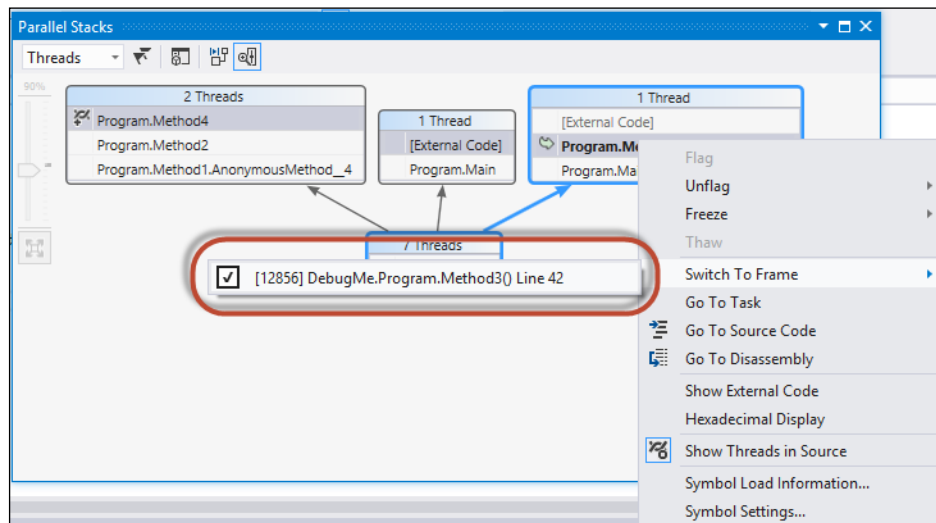 Parallel Stacks
Threads
90%
2 Threads
Program.Method4
Program.Method2
Program.Method1.AnonymousMethod__4
1 Thread
[External Code]
Program.Main
1 Thread
[External Code]
Program.Me
Program.Ma
7 Threads
[12856] DebugMe.Program.Method3() Line 42
Flag
Unflag
Freeze
Thaw
Switch To Frame
Go To Task
Go To Source Code
Go To Disassembly
Show External Code
Hexadecimal Display
Show Threads in Source
Symbol Load Information...
Symbol Settings...